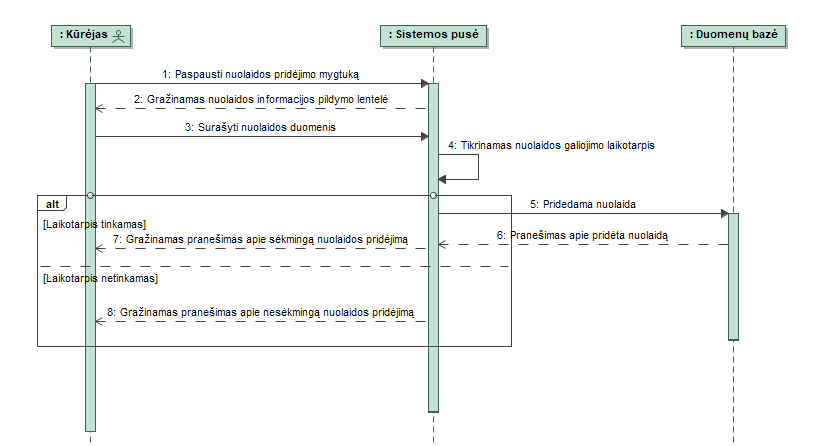 : Kūrėjas
: Sistemos pusė
: Duomenų bazė
1: Paspausti nuolaidos pridėjimo mygtuką
2: Gražinamas nuolaidos informacijos pildymo lentelė
3: Surašyti nuolaidos duomenis
4: Tikrinamas nuolaidos galiojimo laikotarpis
alt
5: Pridedama nuolaida
[Laikotarpis tinkamas]
6: Pranešimas apie pridėta nuolaidą
7: Gražinamas pranešimas apie sėkmingą nuolaidos pridėjimą
[Laikotarpis netinkamas]
8: Gražinamas pranešimas apie nesėkmingą nuolaidos pridėjimą